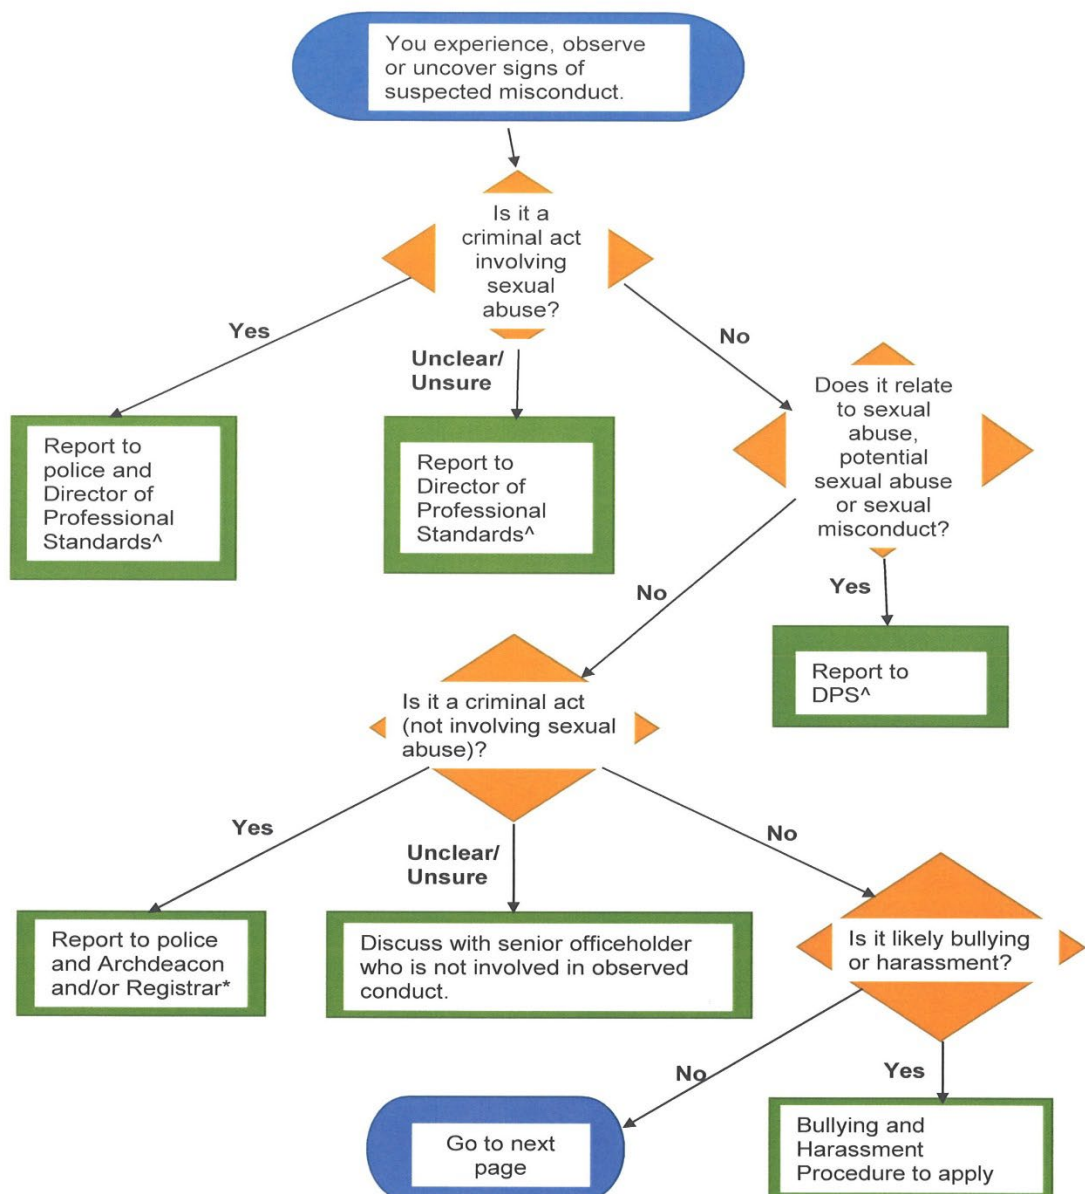 You experience, observe
or uncover signs of
suspected misconduct.
Is it a
criminal act
involving
sexual
abuse?
Yes
Unclear/
Unsure
No
Report to
police and
Director of
Professional
Standards^
Report to
Director of
Professional
Standards^
Does it relate
to sexual
abuse,
potential
sexual abuse
or sexual
misconduct?
No
Yes
Report to
DPS^
Is it a criminal act
(not involving sexual
abuse)?
Yes
Unclear/
Unsure
No
Report to police
and Archdeacon
and/or Registrar*
Discuss with senior officeholder
who is not involved in observed
conduct.
Is it likely bullying
or harassment?
No
Yes
Go to next
page
Bullying and
Harassment
Procedure to apply